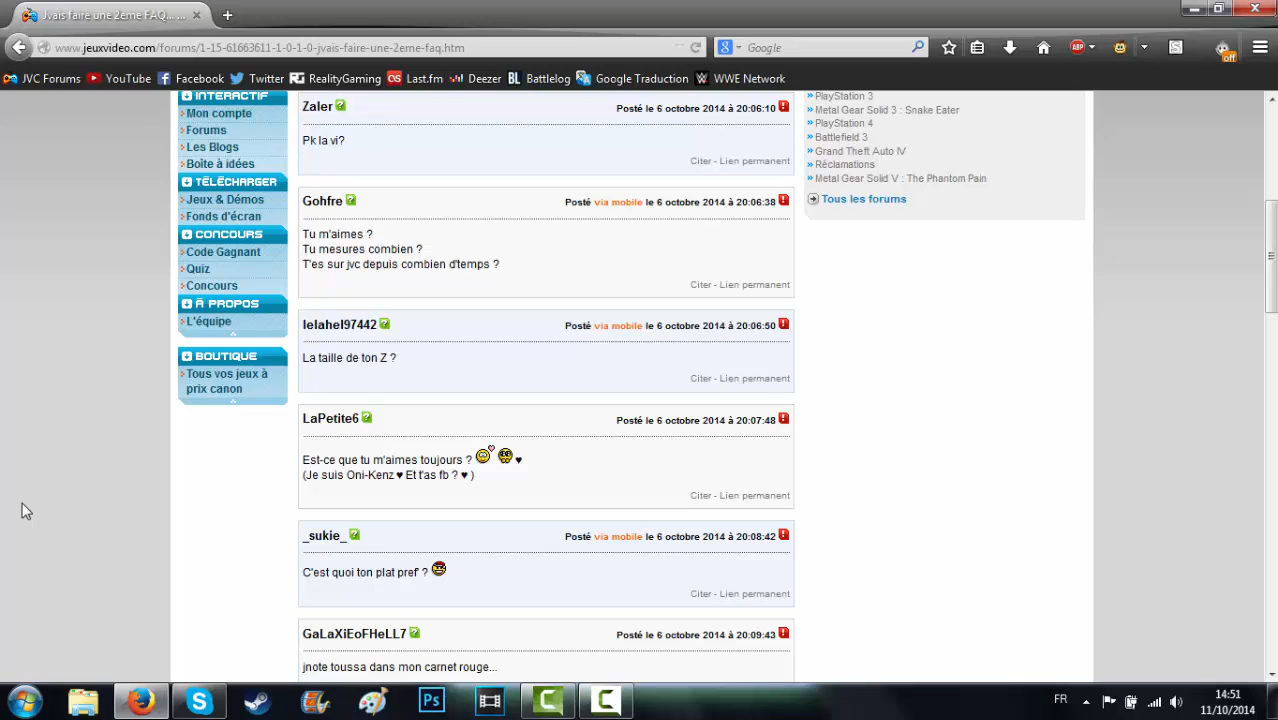 Jvais faire une 2ème FAQ... ...
www.jeuxvideo.com/forums/1-15-61663611-1-0-1-0-jvais-faire-une-2eme-faq.htm
Google
ABP
off
JVC Forums YouTube Facebook Twitter RealityGaming Last.fm Deezer Battlelog Google Traduction WWE Network
INTERACTIF
Mon compte
Forums
Les Blogs
Boîte à idées
TÉLÉCHARGER
Jeux & Démos
Fonds d'écran
CONCOURS
Code Gagnant
Quiz
Concours
À PROPOS
L'équipe
BOUTIQUE
Tous vos jeux à
prix canon
Zaler Posté le 6 octobre 2014 à 20:06:10
Pk la vi?
Citer - Lien permanent
Gohfre Posté via mobile le 6 octobre 2014 à 20:06:38
Tu m'aimes ?
Tu mesures combien ?
T'es sur jvc depuis combien d'temps ?
Citer - Lien permanent
lelahel97442 Posté via mobile le 6 octobre 2014 à 20:06:50
La taille de ton Z ?
Citer - Lien permanent
LaPetite6 Posté le 6 octobre 2014 à 20:07:48
Est-ce que tu m'aimes toujours ? ♥
(Je suis Oni-Kenz ♥ Et t'as fb ? ♥ )
Citer - Lien permanent
_sukie_ Posté via mobile le 6 octobre 2014 à 20:08:42
C'est quoi ton plat pref' ?
Citer - Lien permanent
GaLaXiEoFHeLL7 Posté le 6 octobre 2014 à 20:09:43
jnote toussa dans mon carnet rouge...
PlayStation 3
Metal Gear Solid 3 : Snake Eater
PlayStation 4
Battlefield 3
Grand Theft Auto IV
Réclamations
Metal Gear Solid V : The Phantom Pain
Tous les forums
Ps
FR
14:51
11/10/2014